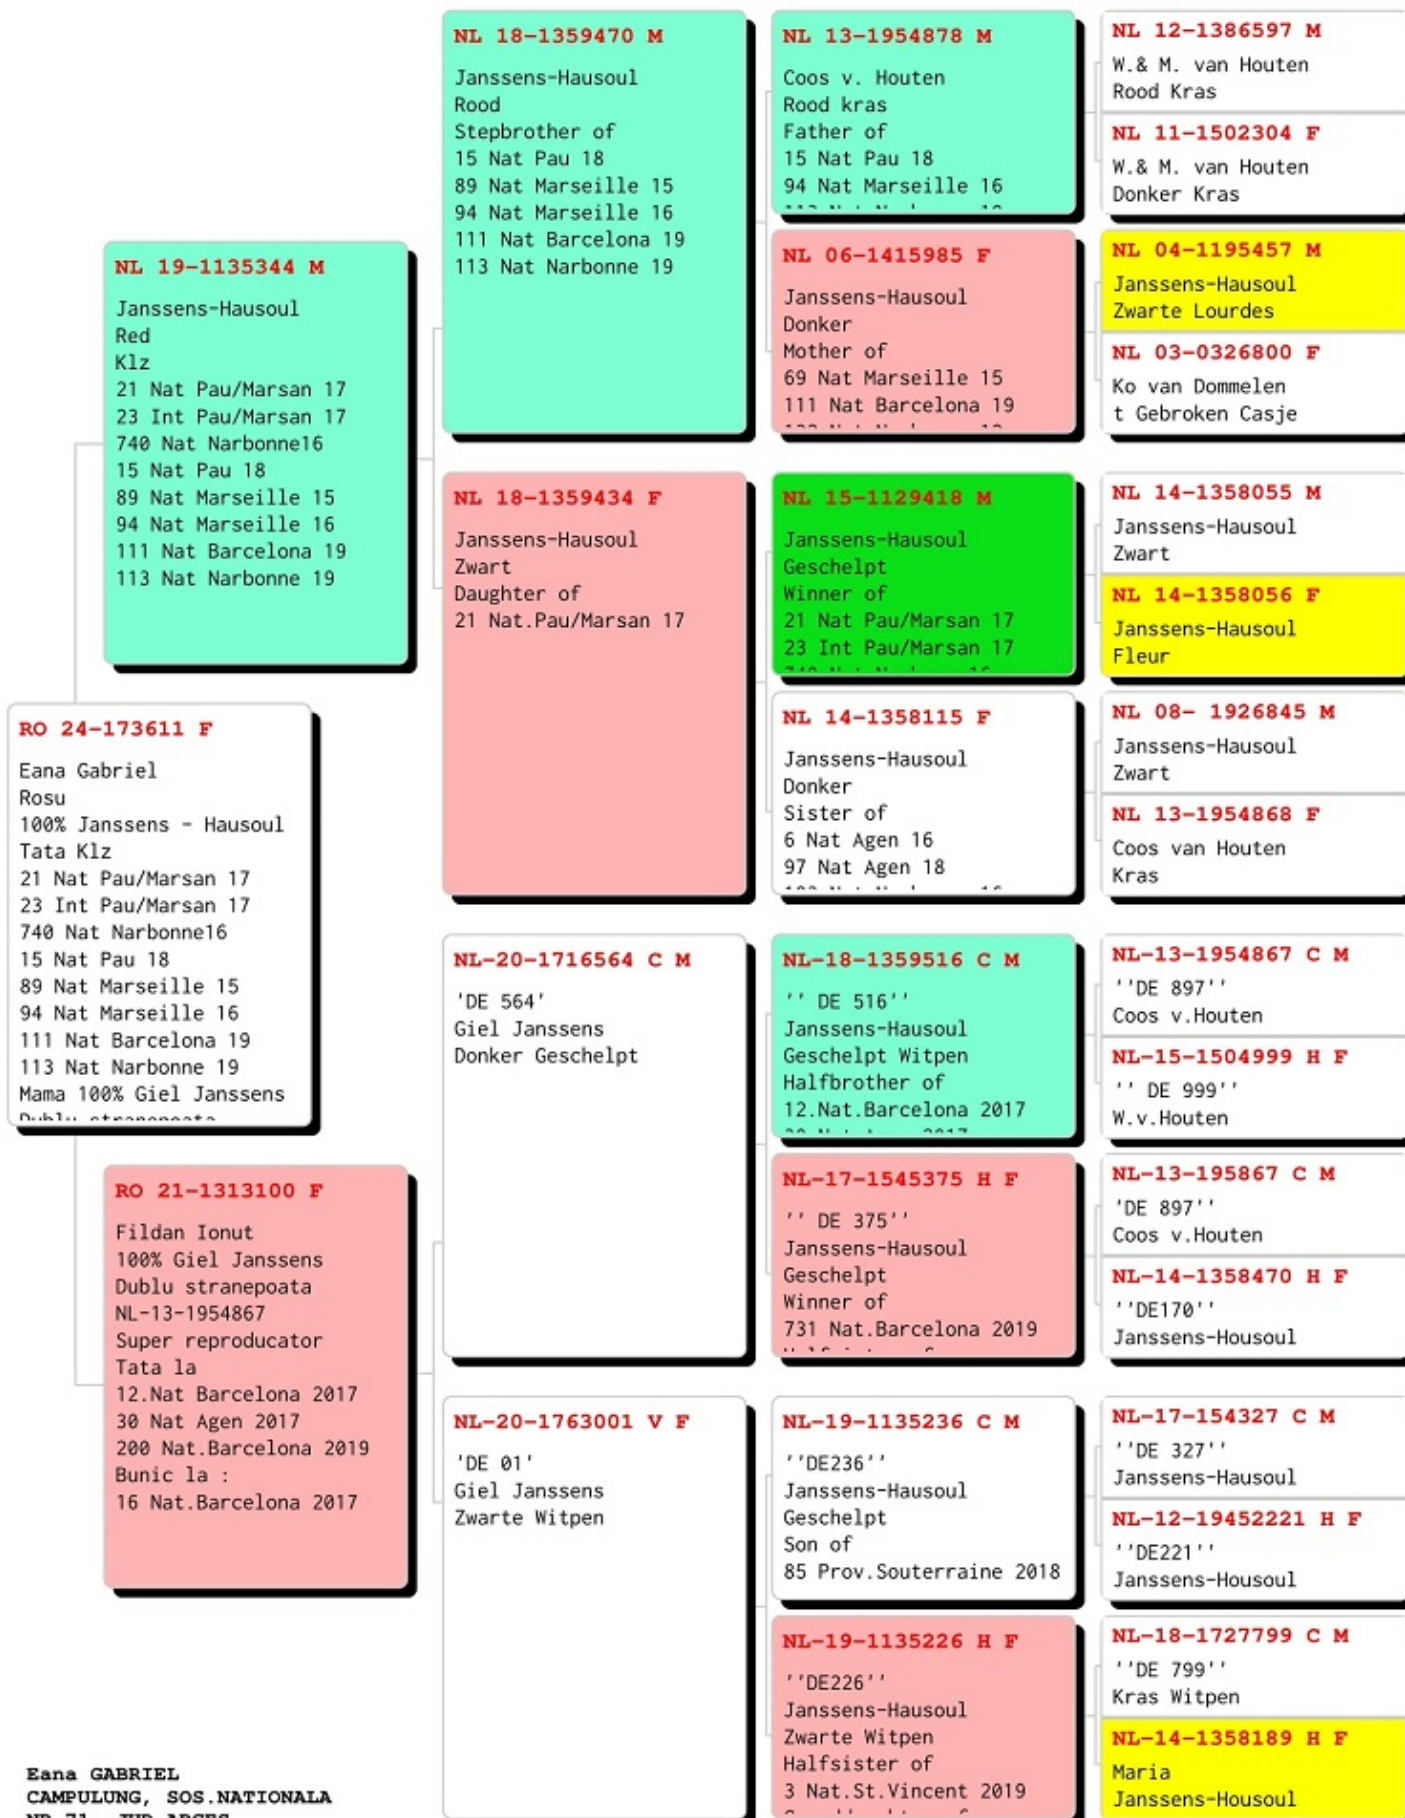 NL 18-1359470 M
Janssens-Hausoul
Rood
Stepbrother of
15 Nat Pau 18
89 Nat Marseille 15
94 Nat Marseille 16
111 Nat Barcelona 19
113 Nat Narbonne 19
NL 13-1954878 M
Coos v. Houten
Rood kras
Father of
15 Nat Pau 18
94 Nat Marseille 16
NL 12-1386597 M
W.& M. van Houten
Rood Kras
NL 11-1502304 F
W.& M. van Houten
Donker Kras
NL 06-1415985 F
Janssens-Hausoul
Donker
Mother of
69 Nat Marseille 15
111 Nat Barcelona 19
NL 04-1195457 M
Janssens-Hausoul
Zwarte Lourdes
NL 03-0326800 F
Ko van Dommelen
t Gebroken Casje
NL 19-1135344 M
Janssens-Hausoul
Red
Klz
21 Nat Pau/Marsan 17
23 Int Pau/Marsan 17
740 Nat Narbonne16
15 Nat Pau 18
89 Nat Marseille 15
94 Nat Marseille 16
111 Nat Barcelona 19
113 Nat Narbonne 19
NL 18-1359434 F
Janssens-Hausoul
Zwart
Daughter of
21 Nat.Pau/Marsan 17
NL 15-1129418 M
Janssens-Hausoul
Geschelpt
Winner of
21 Nat Pau/Marsan 17
23 Int Pau/Marsan 17
NL 14-1358055 M
Janssens-Hausoul
Zwart
NL 14-1358056 F
Janssens-Hausoul
Fleur
NL 14-1358115 F
Janssens-Hausoul
Donker
Sister of
6 Nat Agen 16
97 Nat Agen 18
NL 08- 1926845 M
Janssens-Hausoul
Zwart
NL 13-1954868 F
Coos van Houten
Kras
RO 24-173611 F
Eana Gabriel
Rosu
100% Janssens - Hausoul
Tata Klz
21 Nat Pau/Marsan 17
23 Int Pau/Marsan 17
740 Nat Narbonne16
15 Nat Pau 18
89 Nat Marseille 15
94 Nat Marseille 16
111 Nat Barcelona 19
113 Nat Narbonne 19
Mama 100% Giel Janssens
Dublu stranepoata
NL-20-1716564 C M
'DE 564'
Giel Janssens
Donker Geschelpt
NL-18-1359516 C M
'' DE 516''
Janssens-Hausoul
Geschelpt Witpen
Halfbrother of
12.Nat.Barcelona 2017
NL-13-1954867 C M
''DE 897''
Coos v.Houten
NL-15-1504999 H F
'' DE 999''
W.v.Houten
NL-17-1545375 H F
'' DE 375''
Janssens-Hausoul
Geschelpt
Winner of
731 Nat.Barcelona 2019
NL-13-195867 C M
'DE 897''
Coos v.Houten
NL-14-1358470 H F
''DE170''
Janssens-Housoul
RO 21-1313100 F
Fildan Ionut
100% Giel Janssens
Dublu stranepoata
NL-13-1954867
Super reproducator
Tata la
12.Nat Barcelona 2017
30 Nat Agen 2017
200 Nat.Barcelona 2019
Bunic la :
16 Nat.Barcelona 2017
NL-20-1763001 V F
'DE 01'
Giel Janssens
Zwarte Witpen
NL-19-1135236 C M
''DE236''
Janssens-Hausoul
Geschelpt
Son of
85 Prov.Souterraine 2018
NL-17-154327 C M
''DE 327''
Janssens-Hausoul
NL-12-19452221 H F
''DE221''
Janssens-Housoul
NL-19-1135226 H F
''DE226''
Janssens-Hausoul
Zwarte Witpen
Halfsister of
3 Nat.St.Vincent 2019
NL-18-1727799 C M
''DE 799''
Kras Witpen
NL-14-1358189 H F
Maria
Janssens-Housoul
Eana GABRIEL
CAMPULUNG, SOS.NATIONALA